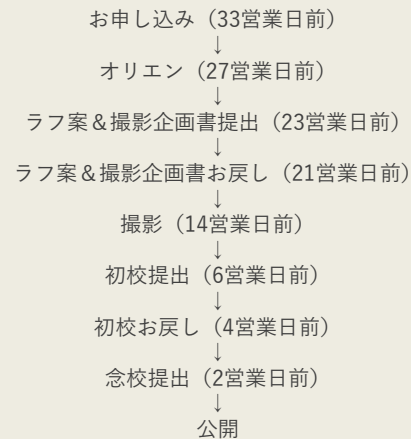 お申し込み（33営業日前）
↓
オリエン（27営業日前）
↓
ラフ案＆撮影企画書提出（23営業日前）
↓
ラフ案＆撮影企画書お戻し（21営業日前）
↓
撮影（14営業日前）
↓
初校提出（6営業日前）
↓
初校お戻し（4営業日前）
↓
念校提出（2営業日前）
↓
公開